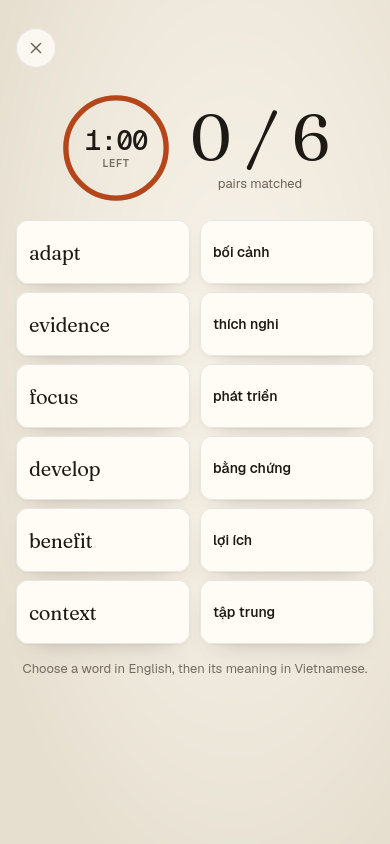 1:00
LEFT
0 / 6
pairs matched
adapt
bối cảnh
evidence
thích nghi
focus
phát triển
develop
bằng chứng
benefit
lợi ích
context
tập trung
Choose a word in English, then its meaning in Vietnamese.